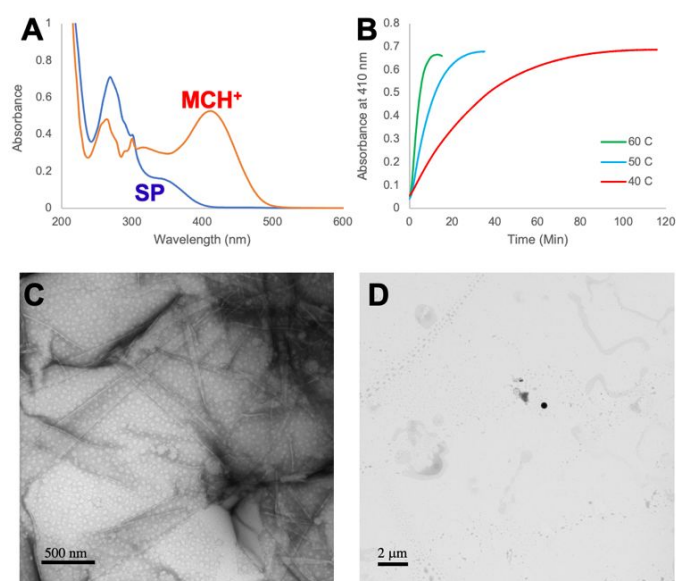 A
1
0.8
0.6
0.4
0.2
0
Absorbance
MCH⁺
SP
200
300
400
500
600
Wavelength (nm)
B
0.8
0.7
0.6
0.5
0.4
0.3
0.2
0.1
0
Absorbance at 410 nm
60 C
50 C
40 C
0
20
40
60
80
100
120
Time (Min)
C
500 nm
D
2 μm